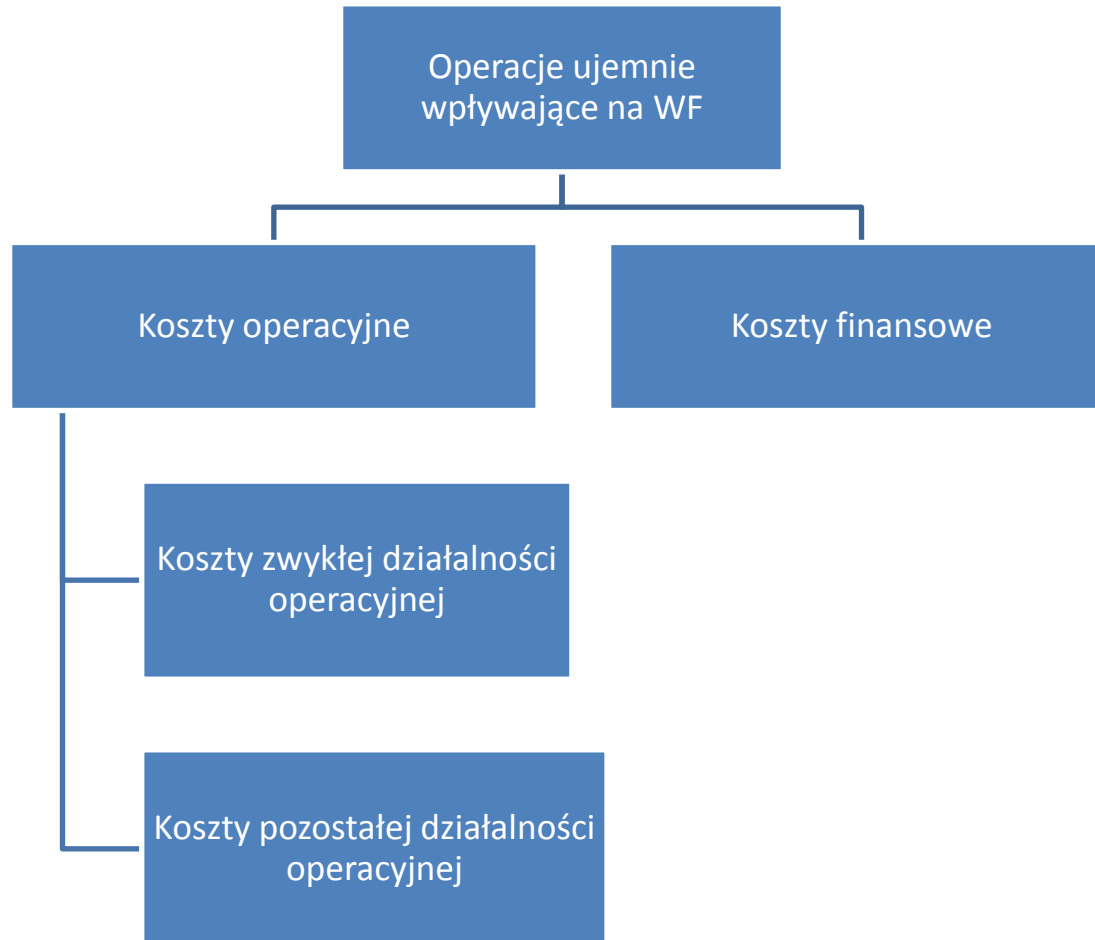 Operacje ujemnie
wpływające na WF
Koszty operacyjne
Koszty finansowe
Koszty zwykłej działalności
operacyjnej
Koszty pozostałej działalności
operacyjnej